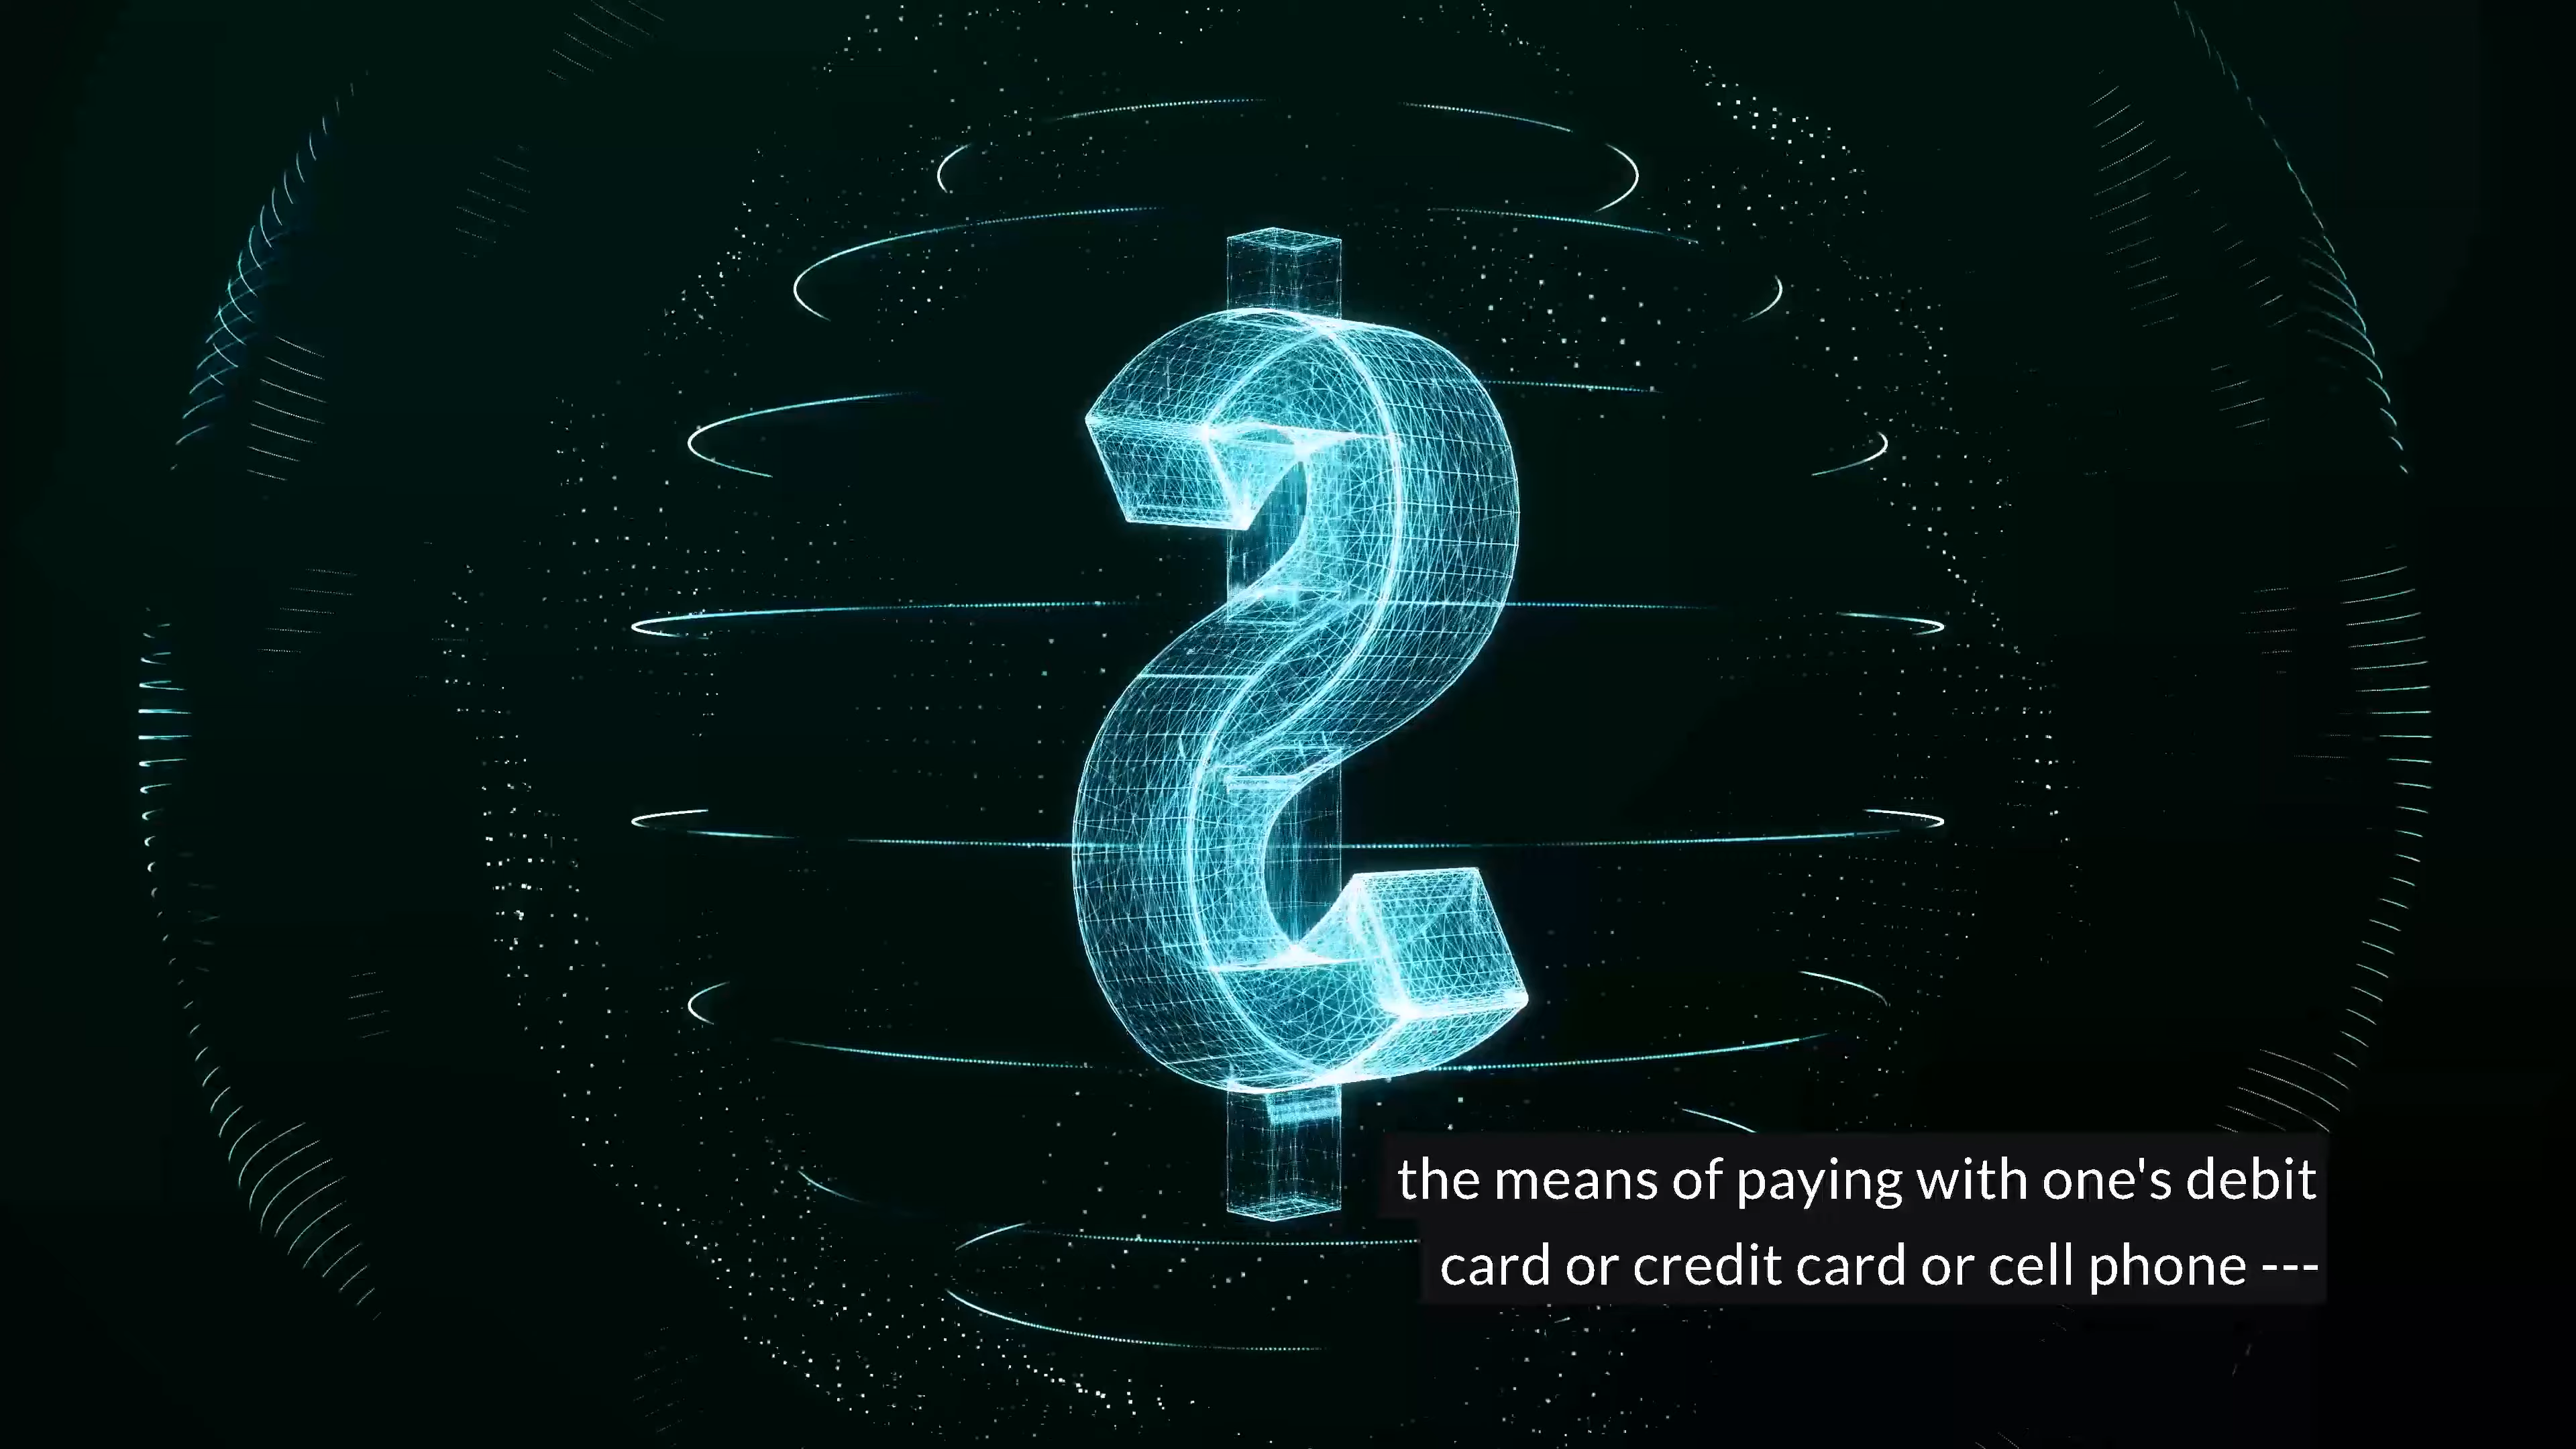 the means of paying with one's debit
card or credit card or cell phone ---